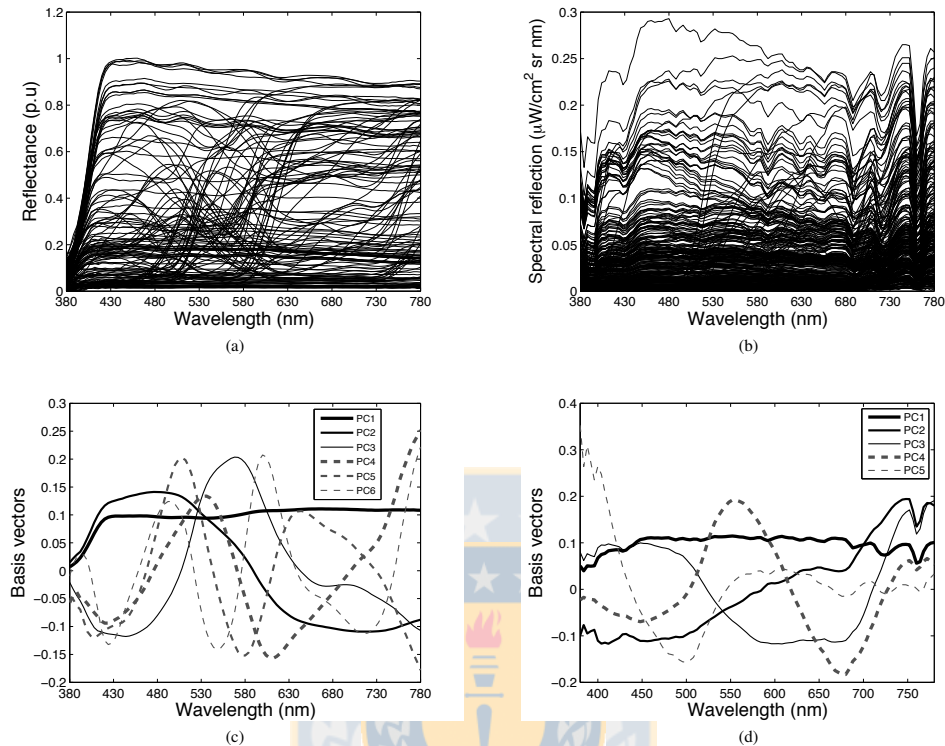 1.2
1
0.8
0.6
0.4
0.2
0
Reflectance (p.u)
380 430 480 530 580 630 680 730 780
Wavelength (nm)
(a)
0.3
0.25
0.2
0.15
0.1
0.05
0
Spectral reflection (μW/cm² sr nm)
380 430 480 530 580 630 680 730 780
Wavelength (nm)
(b)
0.3
0.25
0.2
0.15
0.1
0.05
0
−0.05
−0.1
−0.15
−0.2
Basis vectors
PC1
PC2
PC3
PC4
PC5
PC6
380 430 480 530 580 630 680 730 780
Wavelength (nm)
(c)
0.4
0.3
0.2
0.1
0
−0.1
−0.2
Basis vectors
PC1
PC2
PC3
PC4
PC5
400 450 500 550 600 650 700 750
Wavelength (nm)
(d)